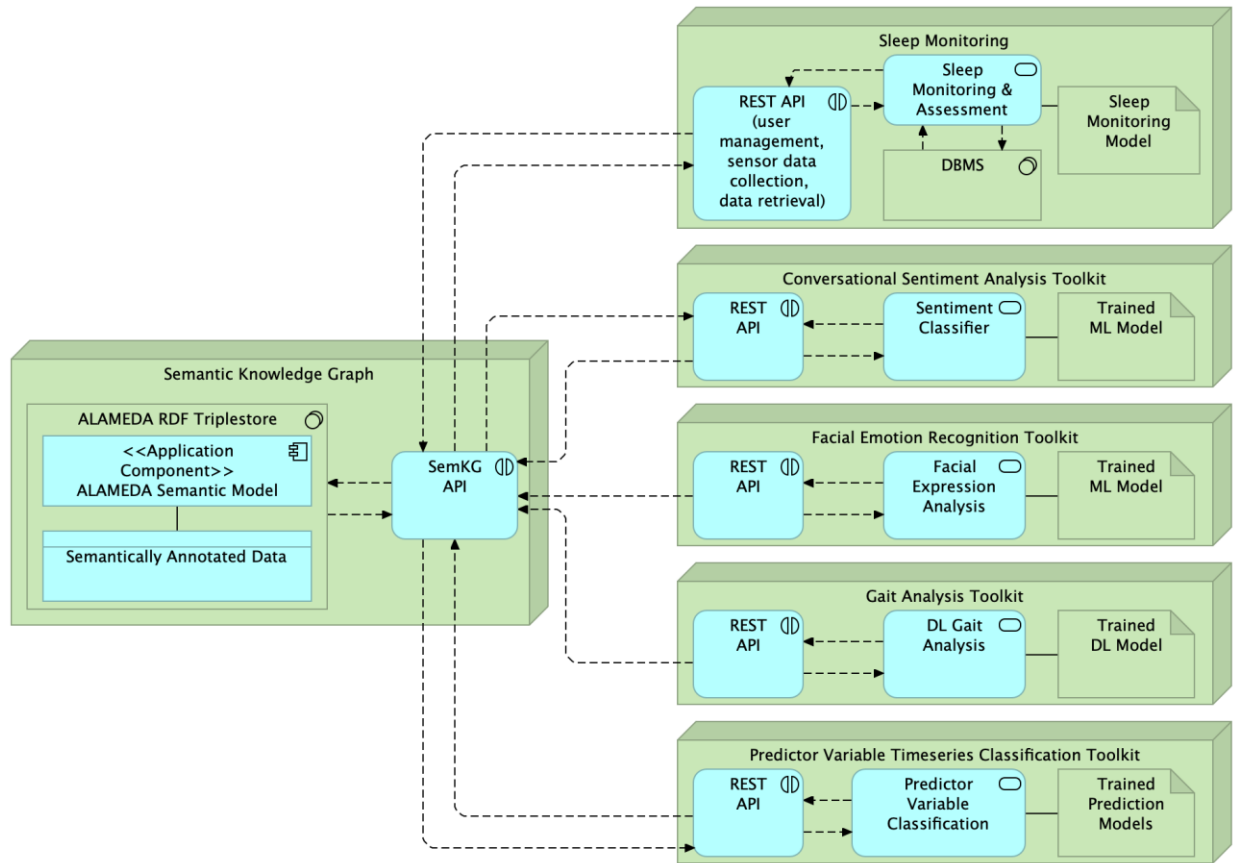 Sleep Monitoring
REST API
(user
management,
sensor data
collection,
data retrieval)
Sleep
Monitoring &
Assessment
DBMS
Sleep
Monitoring
Model
Conversational Sentiment Analysis Toolkit
REST
API
Sentiment
Classifier
Trained
ML Model
Semantic Knowledge Graph
ALAMEDA RDF Triplestore
<<Application
Component>>
ALAMEDA Semantic Model
Semantically Annotated Data
SemKG
API
Facial Emotion Recognition Toolkit
REST
API
Facial
Expression
Analysis
Trained
ML Model
Gait Analysis Toolkit
REST
API
DL Gait
Analysis
Trained
DL Model
Predictor Variable Timeseries Classification Toolkit
REST
API
Predictor
Variable
Classification
Trained
Prediction
Models